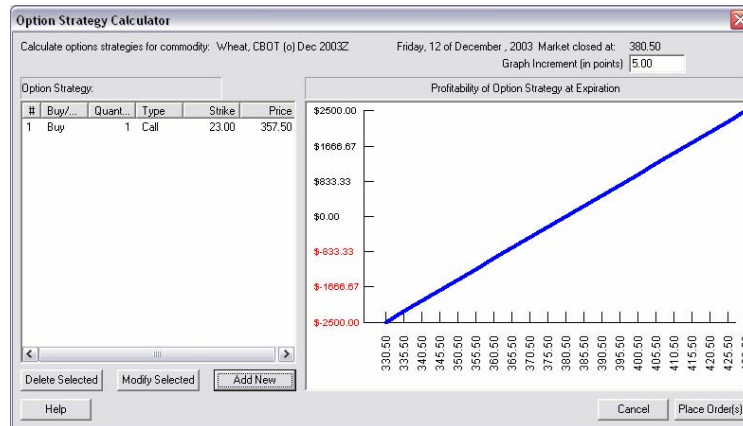 Option Strategy Calculator
Calculate options strategies for commodity: Wheat, CBOT (o) Dec 2003Z
Friday, 12 of December , 2003 Market closed at: 380.50
Graph Increment (in points) 5.00
Option Strategy:
# Buy/... Quant... Type Strike Price
1 Buy 1 Call 23.00 357.50
Profitability of Option Strategy at Expiration
$2500.00
$1666.67
$833.33
$0.00
$-833.33
$-1666.67
$-2500.00
330.50
335.50
340.50
345.50
350.50
355.50
360.50
365.50
370.50
375.50
380.50
385.50
390.50
395.50
400.50
405.50
410.50
415.50
420.50
425.50
Delete Selected Modify Selected Add New
Help Cancel Place Order(s)